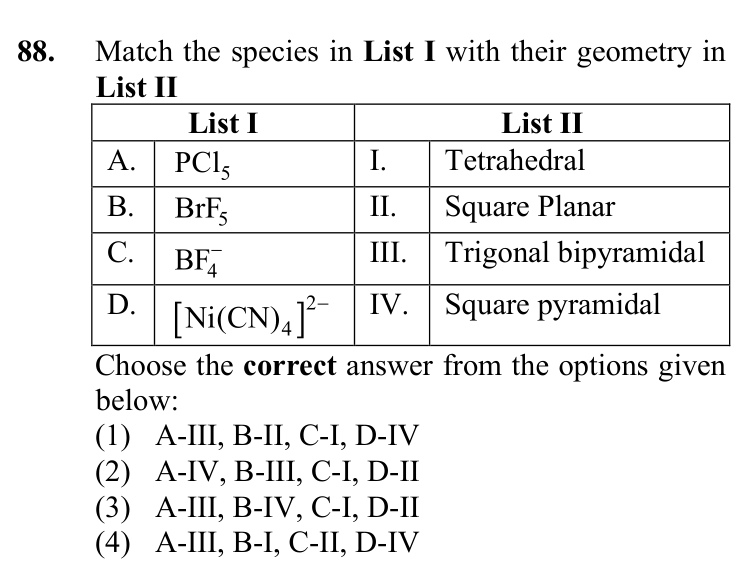 88. Match the species in List I with their geometry in
List II
List I List II
A. PCl₅ I. Tetrahedral
B. BrF₅ II. Square Planar
C. BF₄⁻ III. Trigonal bipyramidal
D. [Ni(CN)₄]²⁻ IV. Square pyramidal
Choose the correct answer from the options given
below:
(1) A-III, B-II, C-I, D-IV
(2) A-IV, B-III, C-I, D-II
(3) A-III, B-IV, C-I, D-II
(4) A-III, B-I, C-II, D-IV